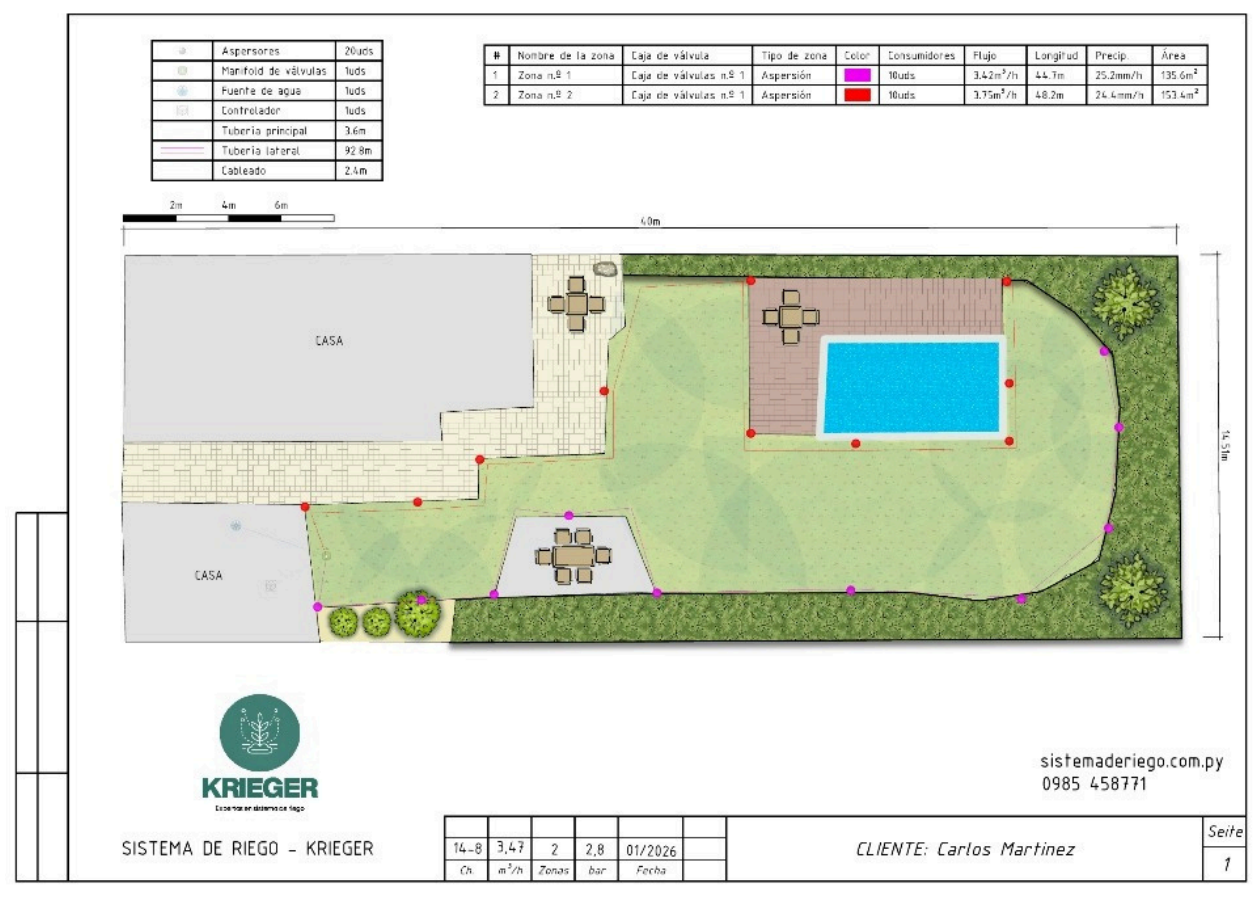 Aspersores 20uds
Manifold de válvulas 1uds
Fuente de agua 1uds
Controlador 1uds
Tubería principal 3.6m
Tubería lateral 92.8m
Cableado 2.4m
# Nombre de la zona Caja de válvula Tipo de zona Color Consumidores Flujo Longitud Precip. Área
1 Zona n.º 1 Caja de válvulas n.º 1 Aspersión 10uds 3.42m³/h 44.7m 25.2mm/h 135.6m²
2 Zona n.º 2 Caja de válvulas n.º 1 Aspersión 10uds 3.75m³/h 48.2m 24.4mm/h 153.4m²
2m 4m 6m
40m
CASA
14.51m
CASA
KRIEGER
Expertos en sistema de riego
sistemaderiego.com.py
0985 458771
SISTEMA DE RIEGO - KRIEGER
14-8 3,47 2 2,8 01/2026
Ch. m³/h Zonas bar Fecha
CLIENTE: Carlos Martinez
Seite
1